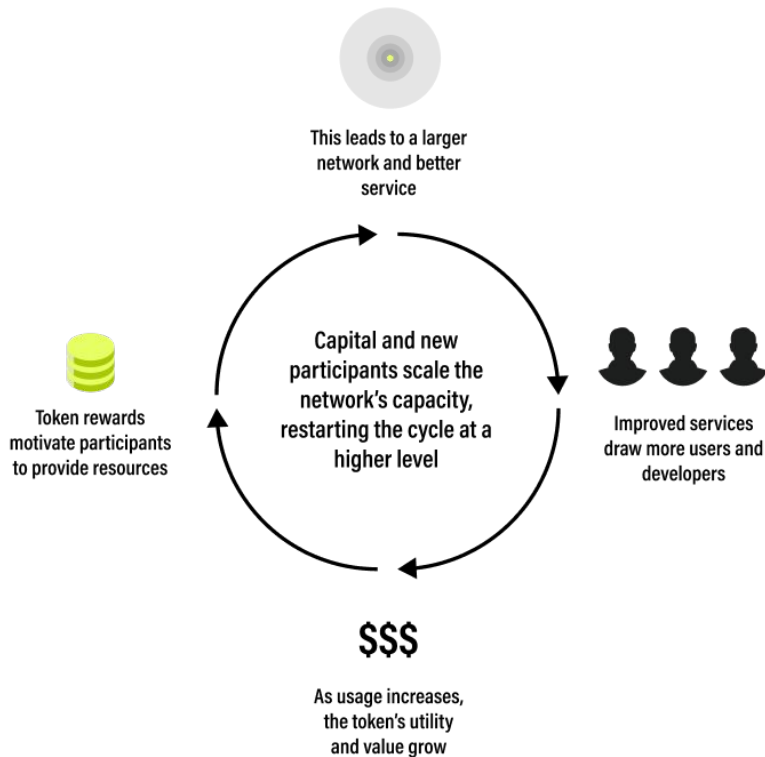 This leads to a larger
network and better
service
Capital and new
participants scale the
network's capacity,
restarting the cycle at a
higher level
Token rewards
motivate participants
to provide resources
Improved services
draw more users and
developers
$$$
As usage increases,
the token's utility
and value grow